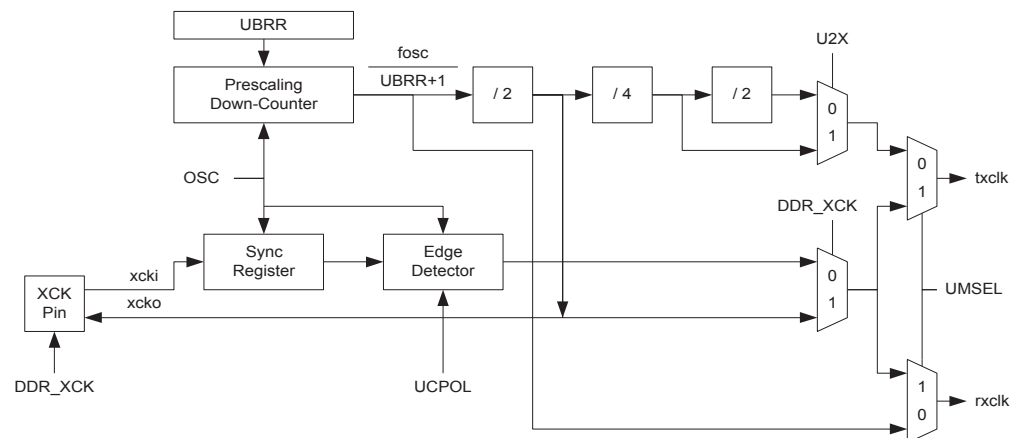 UBRR
U2X
fosc
UBRR+1
Prescaling
Down-Counter
/ 2
/ 4
/ 2
0
1
0
1
txclk
OSC
DDR_XCK
Sync
Register
Edge
Detector
xcki
XCK
Pin
xcko
0
1
UMSEL
DDR_XCK
UCPOL
1
0
rxclk